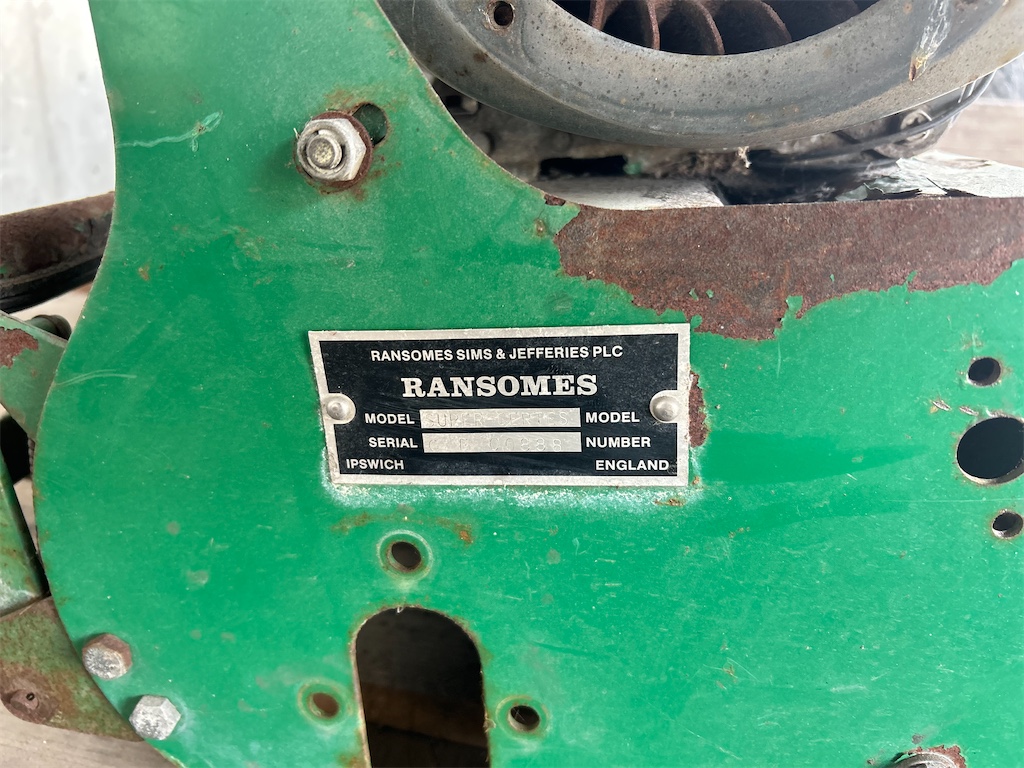 RANSOMES SIMS & JEFFERIES PLC
RANSOMES
MODEL MODEL
SERIAL NUMBER
IPSWICH ENGLAND